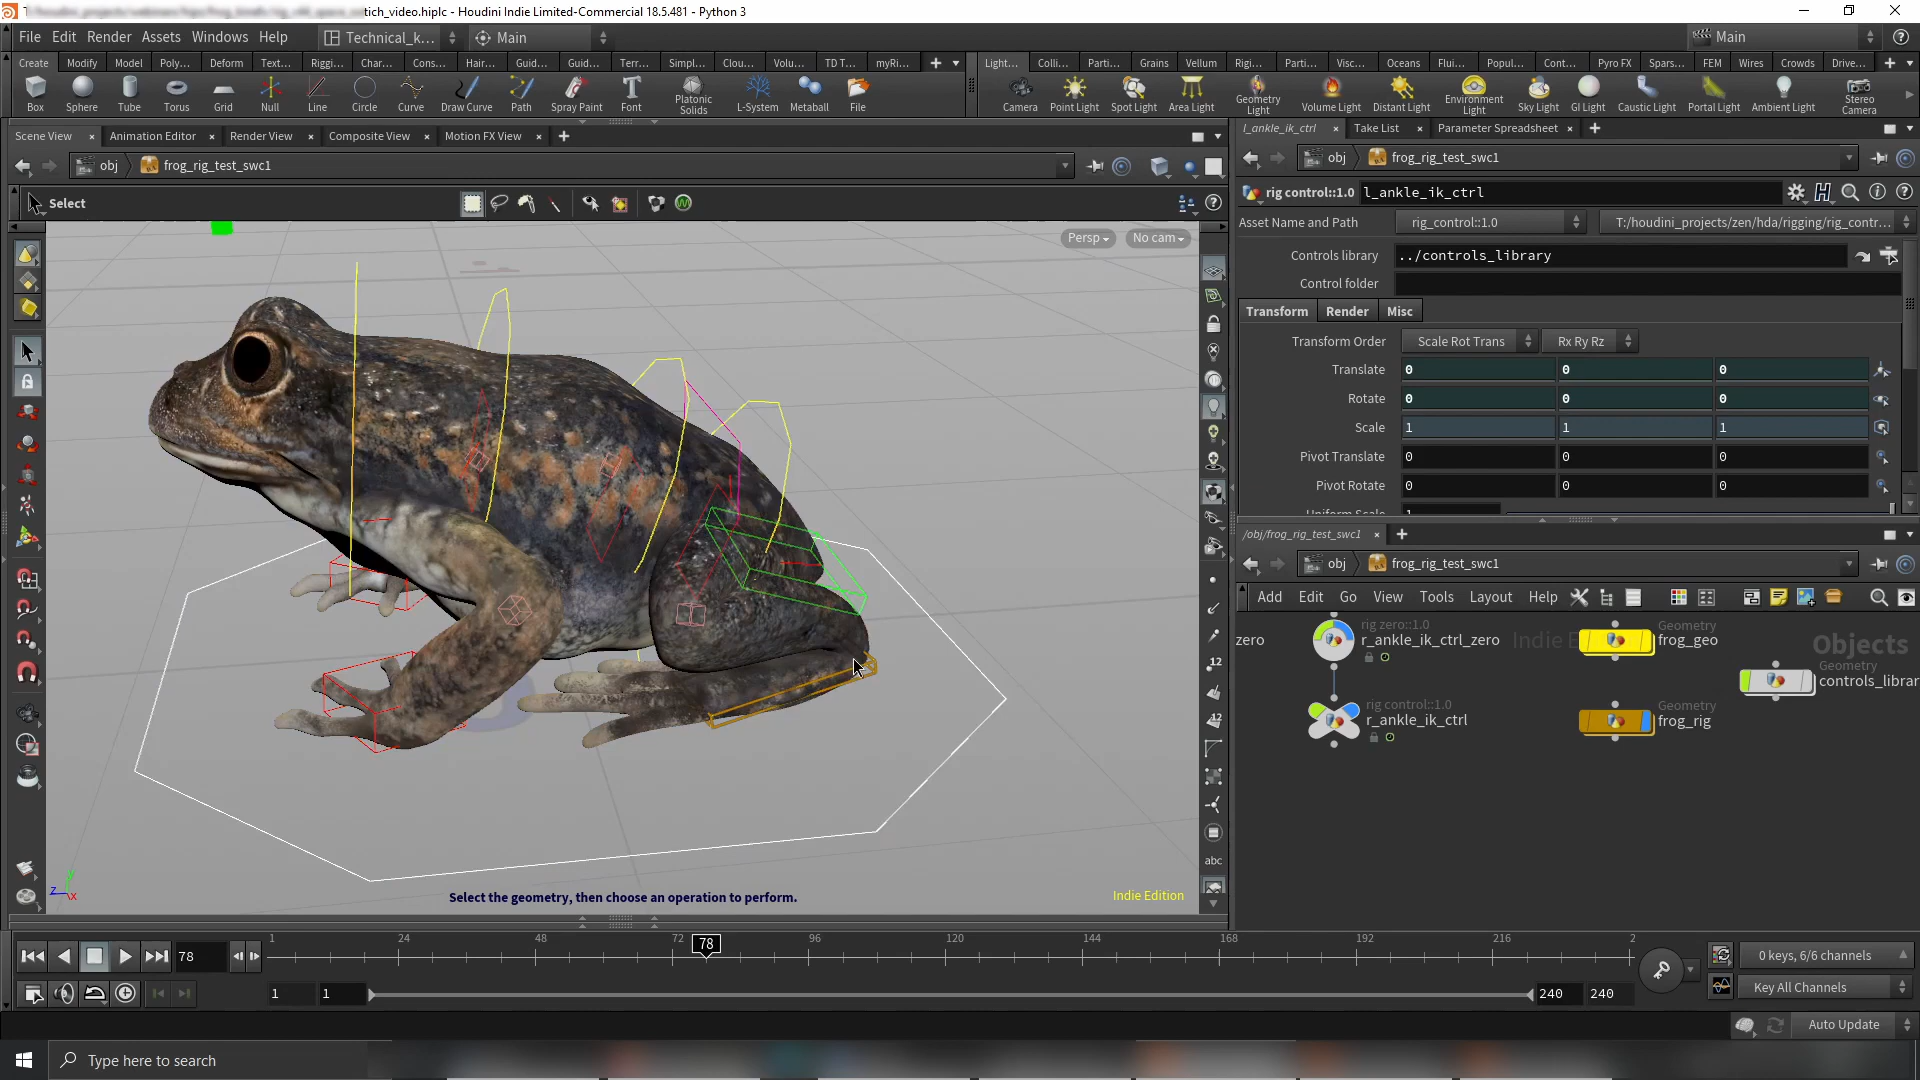 tich_video.hiplc - Houdini Indie Limited-Commercial 18.5.481 - Python 3
File Edit Render Assets Windows Help Technical_k... Main Main
Create Modify Model Poly... Deform Text... Riggi... Char... Cons... Hair... Guid... Guid... Terr... Simpl... Clou... Volu... TD T... myRi...
Light... Colli... Parti... Grains Vellum Rigi... Parti... Visc... Oceans Flui... Popul... Cont... Pyro FX Spars... FEM Wires Crowds Drive...
Box Sphere Tube Torus Grid Null Line Circle Curve Draw Curve Path Spray Paint Font Platonic Solids L-System Metaball File
Camera Point Light Spot Light Area Light Geometry Light Volume Light Distant Light Environment Light Sky Light GI Light Caustic Light Portal Light Ambient Light Stereo Camera
Scene View Animation Editor Render View Composite View Motion FX View
obj frog_rig_test_swc1
Select
Persp No cam
l_ankle_ik_ctrl Take List Parameter Spreadsheet
obj frog_rig_test_swc1
rig control::1.0 l_ankle_ik_ctrl
Asset Name and Path rig_control::1.0 T:/houdini_projects/zen/hda/rigging/rig_contr...
Controls library ../controls_library
Control folder
Transform Render Misc
Transform Order Scale Rot Trans Rx Ry Rz
Translate 0 0 0
Rotate 0 0 0
Scale 1 1 1
Pivot Translate 0 0 0
Pivot Rotate 0 0 0
Uniform Scale 1
/obj/frog_rig_test_swc1
obj frog_rig_test_swc1
Add Edit Go View Tools Layout Help
zero
rig zero::1.0
r_ankle_ik_ctrl_zero
Indie E
Geometry
frog_geo
Objects
Geometry
controls_librar
rig control::1.0
r_ankle_ik_ctrl
Geometry
frog_rig
12
12
abc
z y x
Select the geometry, then choose an operation to perform.
Indie Edition
78 1 24 48 72 78 96 120 144 168 192 216 2
0 keys, 6/6 channels
1 1 240 240
Key All Channels
Auto Update
Type here to search